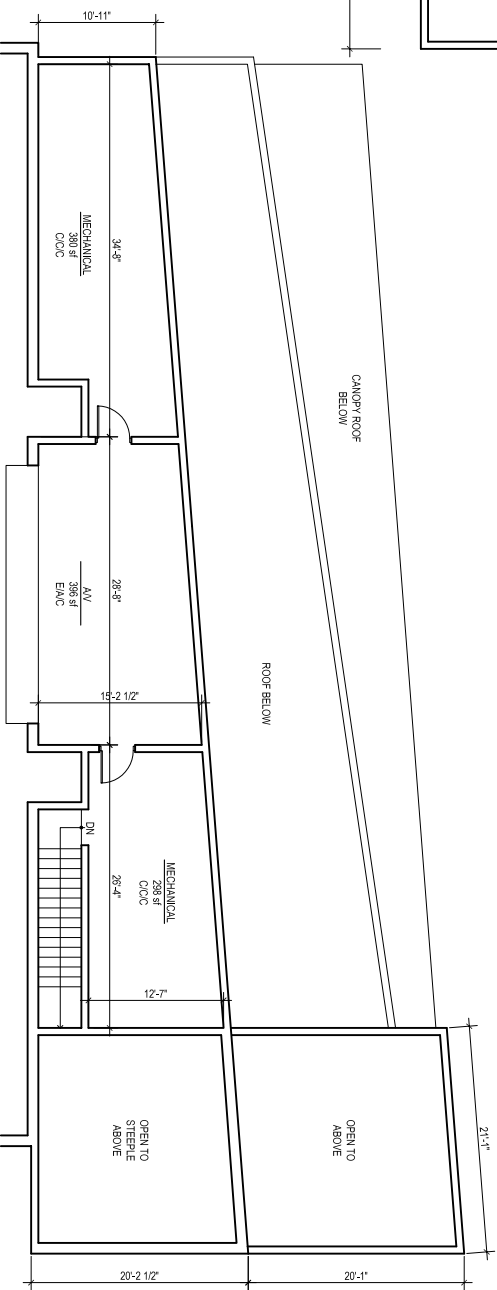 10'-11"
MECHANICAL
380 sf
C/C/C
34'-8"
CANOPY ROOF
BELOW
A/V
396 sf
E/A/C
28'-8"
15'-2 1/2"
ROOF BELOW
DN
MECHANICAL
298 sf
C/C/C
26'-4"
12'-7"
OPEN TO
STEEPLE
ABOVE
OPEN TO
ABOVE
21'-1"
20'-2 1/2"
20'-1"